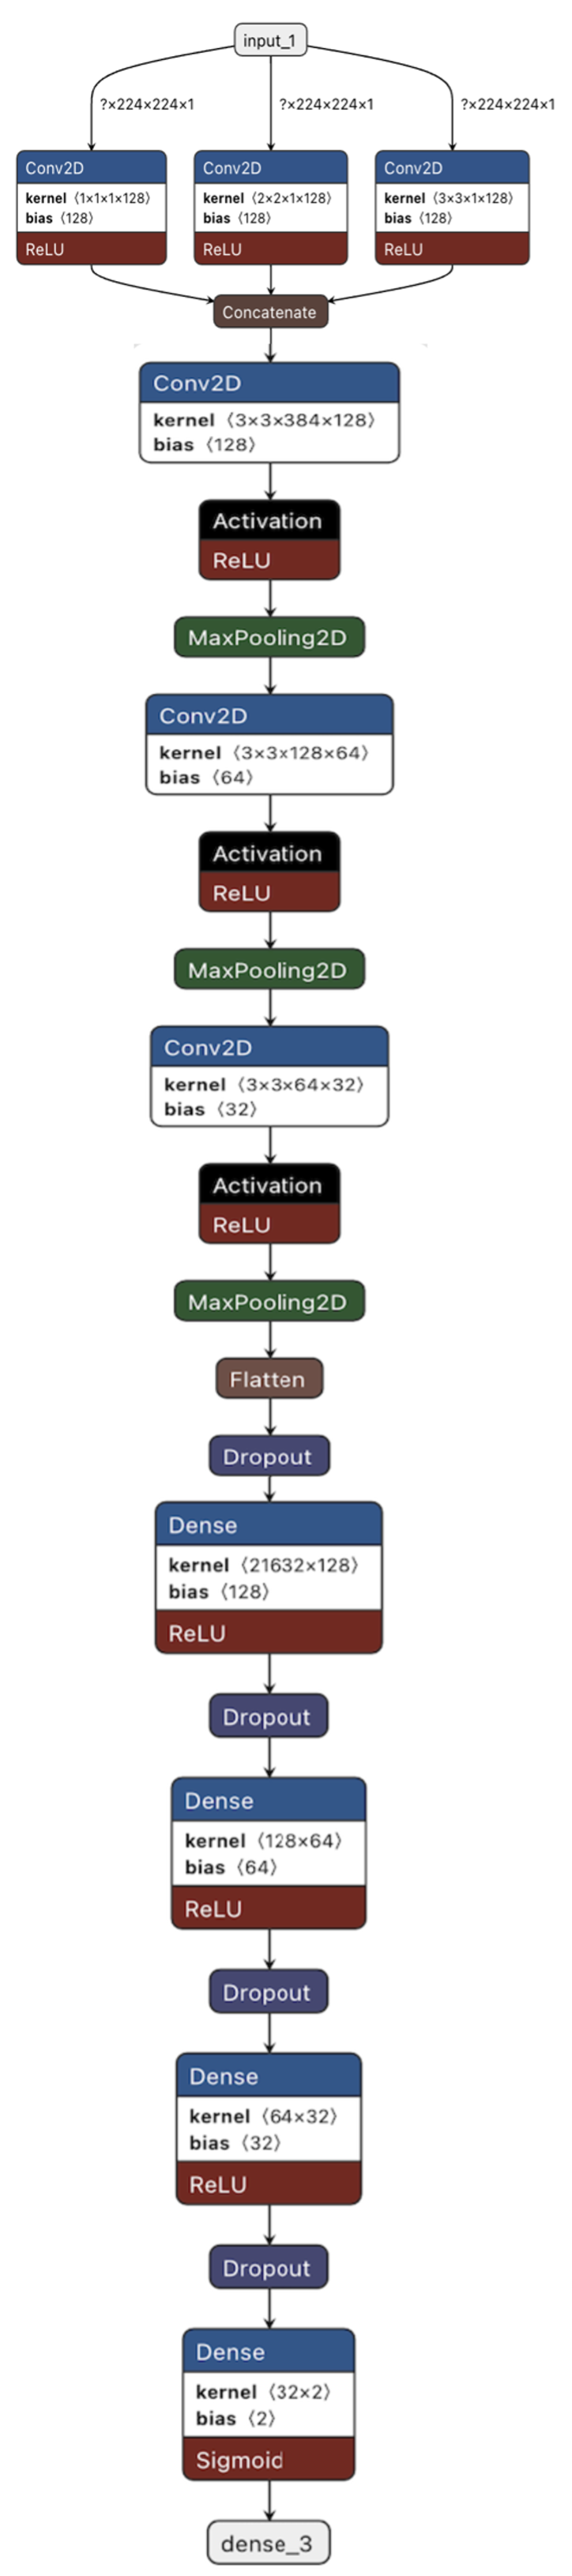 input_1
?×224×224×1
?×224×224×1
?×224×224×1
Conv2D
kernel ⟨1×1×1×128⟩
bias ⟨128⟩
ReLU
Conv2D
kernel ⟨2×2×1×128⟩
bias ⟨128⟩
ReLU
Conv2D
kernel ⟨3×3×1×128⟩
bias ⟨128⟩
ReLU
Concatenate
Conv2D
kernel ⟨3×3×384×128⟩
bias ⟨128⟩
Activation
ReLU
MaxPooling2D
Conv2D
kernel ⟨3×3×128×64⟩
bias ⟨64⟩
Activation
ReLU
MaxPooling2D
Conv2D
kernel ⟨3×3×64×32⟩
bias ⟨32⟩
Activation
ReLU
MaxPooling2D
Flatten
Dropout
Dense
kernel ⟨21632×128⟩
bias ⟨128⟩
ReLU
Dropout
Dense
kernel ⟨128×64⟩
bias ⟨64⟩
ReLU
Dropout
Dense
kernel ⟨64×32⟩
bias ⟨32⟩
ReLU
Dropout
Dense
kernel ⟨32×2⟩
bias ⟨2⟩
Sigmoid
dense_3